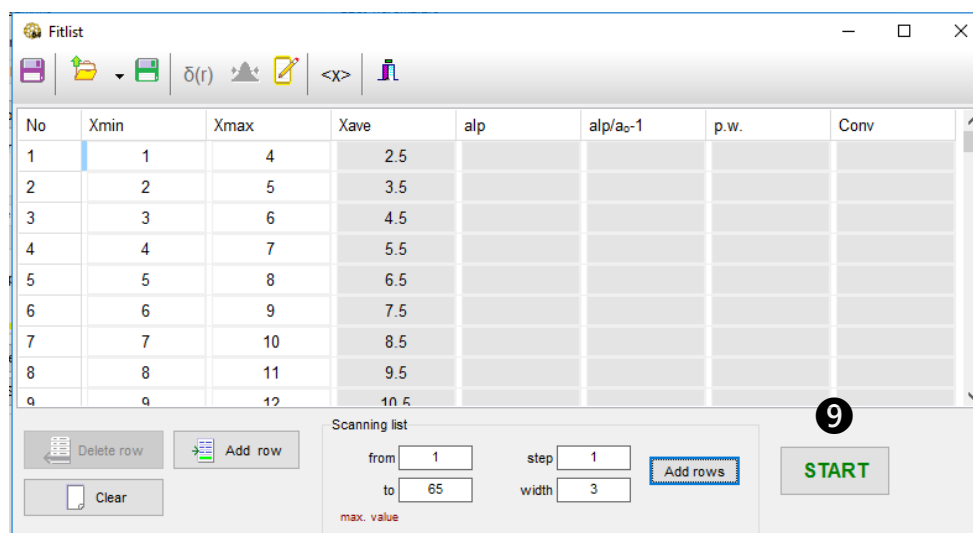 Fitlist
δ(r) <x>
No Xmin Xmax Xave alp alp/a₀-1 p.w. Conv
1 1 4 2.5
2 2 5 3.5
3 3 6 4.5
4 4 7 5.5
5 5 8 6.5
6 6 9 7.5
7 7 10 8.5
8 8 11 9.5
9 9 12 10.5
❾
Scanning list
Delete row Add row from 1 step 1 Add rows START
Clear to 65 width 3
max. value